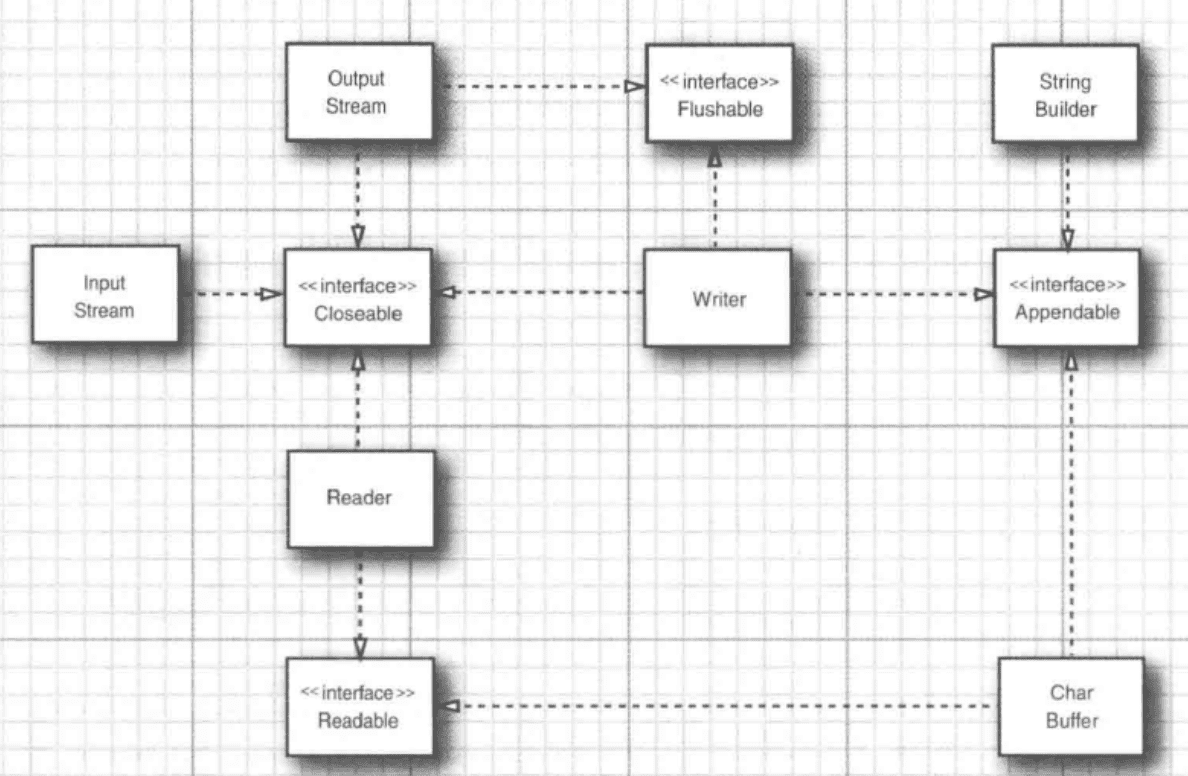 Output
Stream
<< interface>>
Flushable
String
Builder
Input
Stream
<< interface>>
Closeable
Writer
<< interface>>
Appendable
Reader
<< interface >>
Readable
Char
Buffer